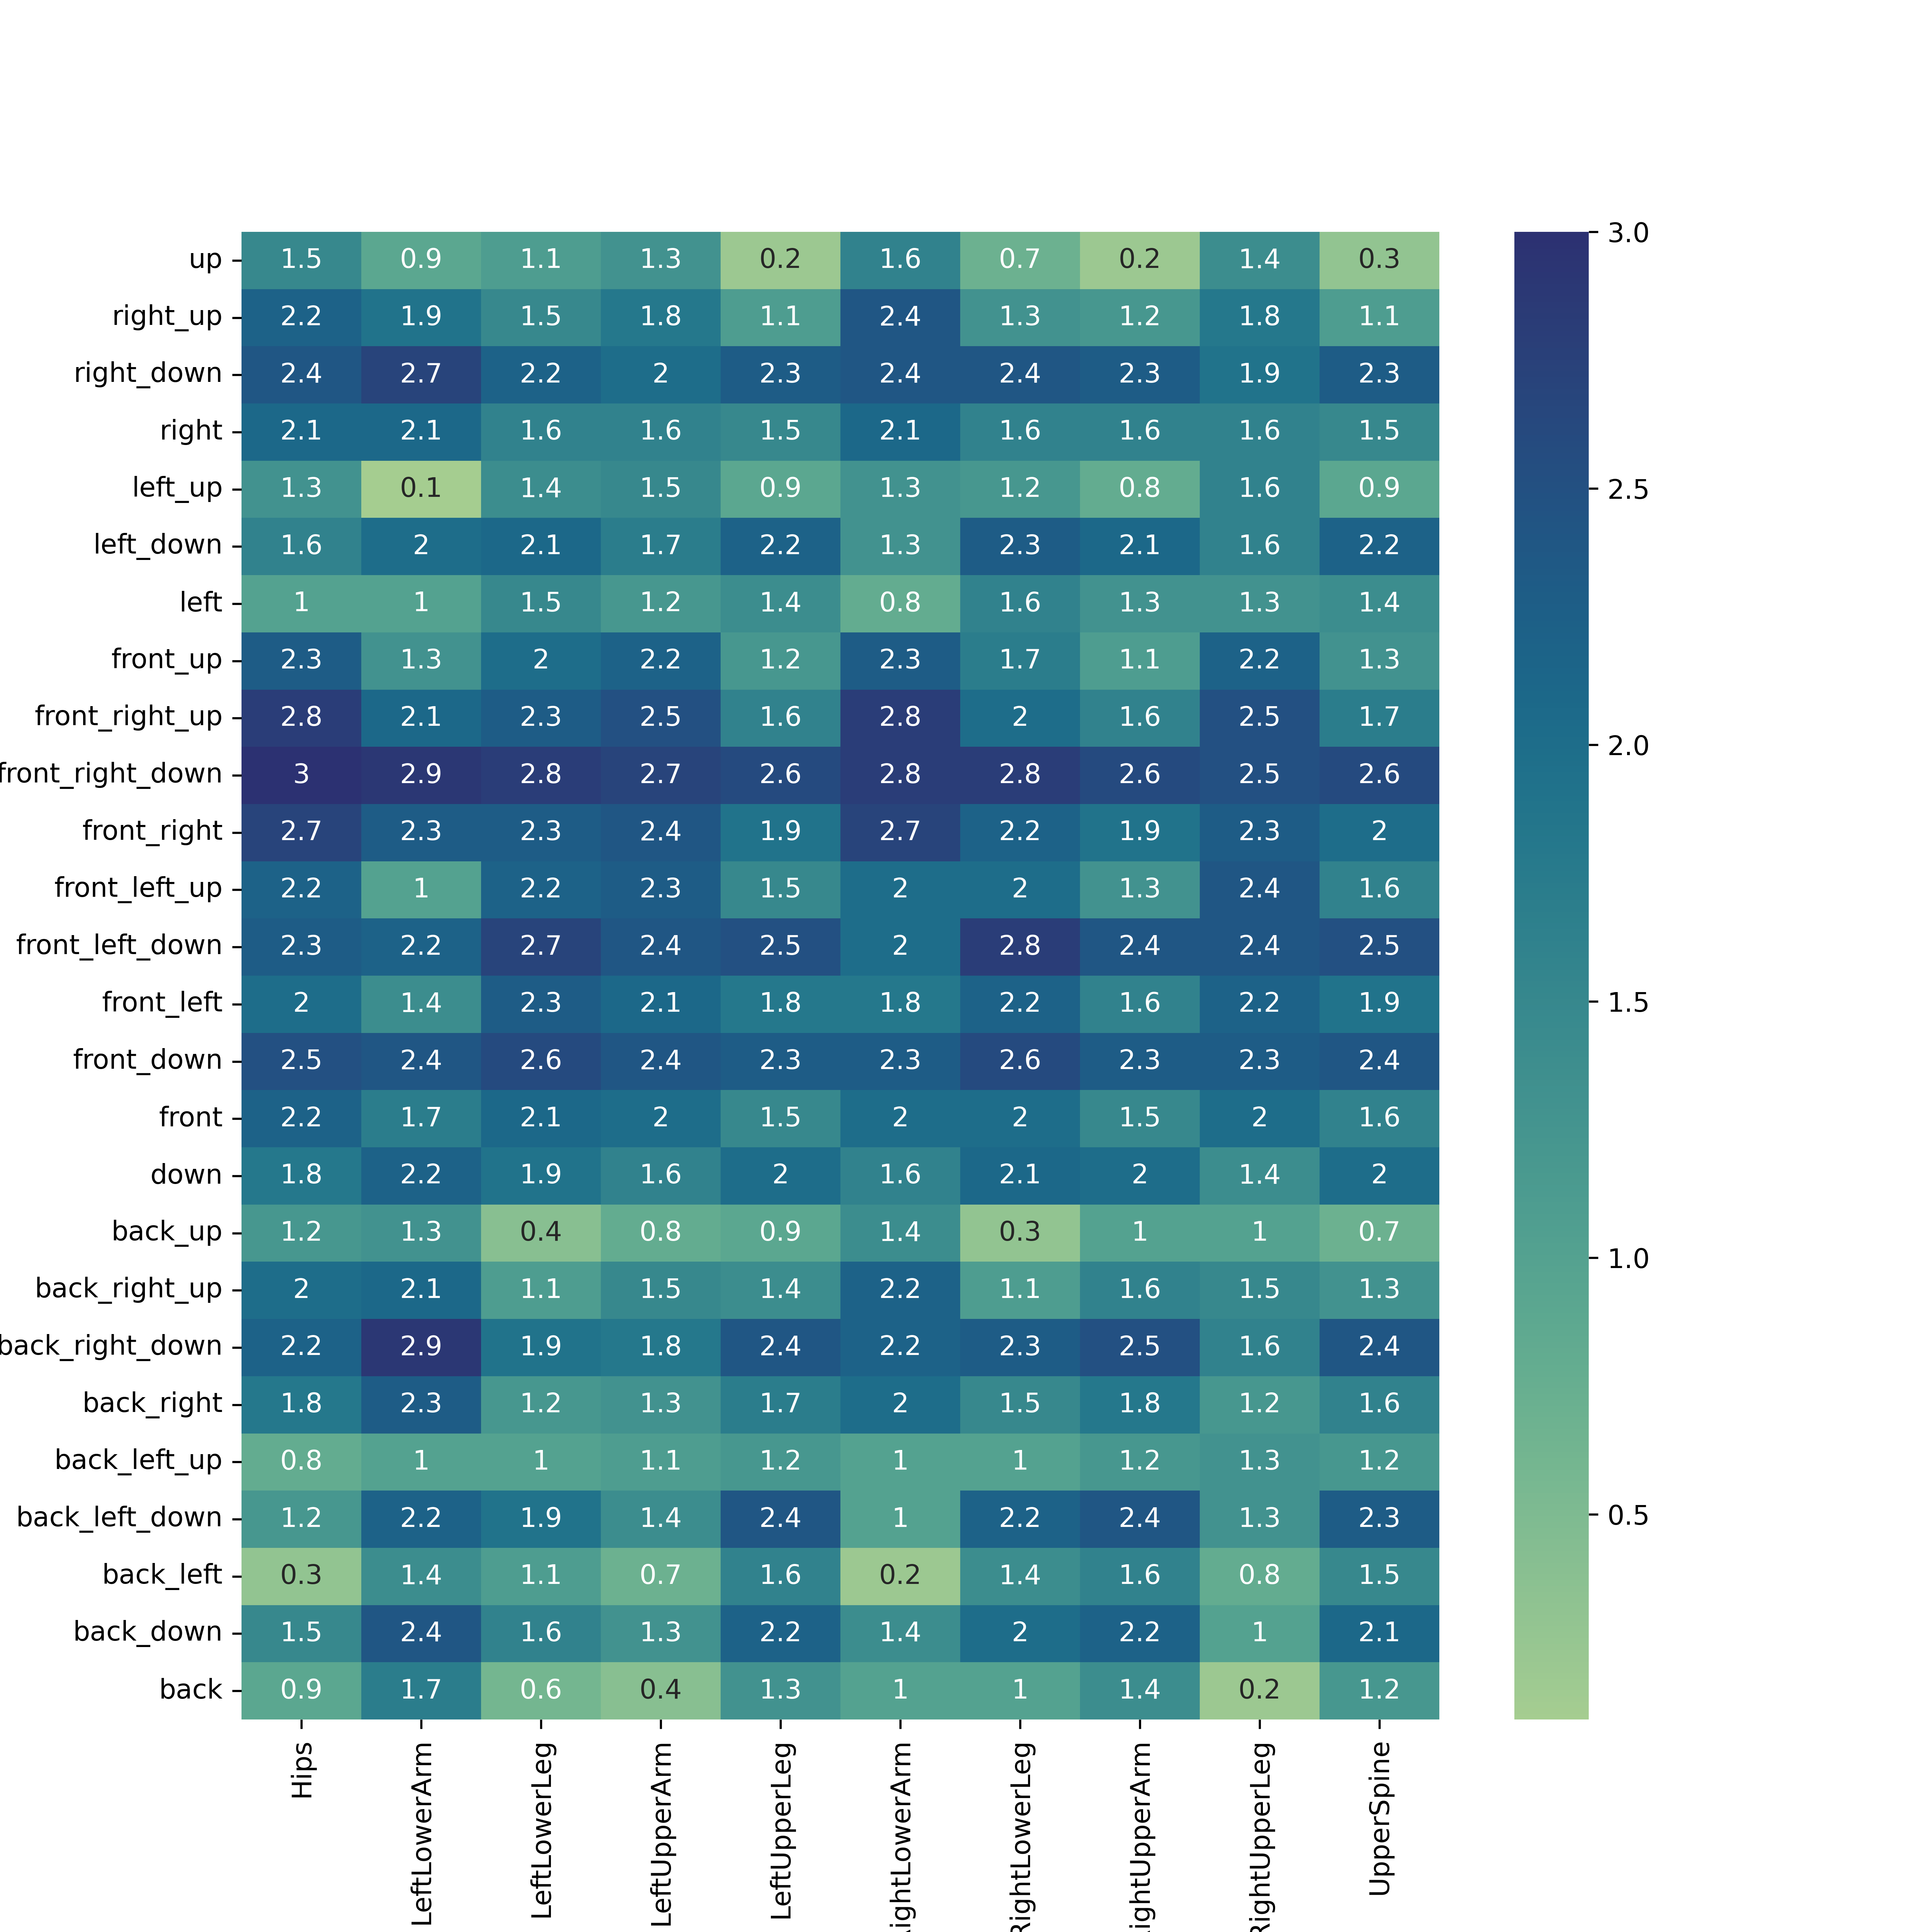 up 1.5 0.9 1.1 1.3 0.2 1.6 0.7 0.2 1.4 0.3
right_up 2.2 1.9 1.5 1.8 1.1 2.4 1.3 1.2 1.8 1.1
right_down 2.4 2.7 2.2 2 2.3 2.4 2.4 2.3 1.9 2.3
right 2.1 2.1 1.6 1.6 1.5 2.1 1.6 1.6 1.6 1.5
left_up 1.3 0.1 1.4 1.5 0.9 1.3 1.2 0.8 1.6 0.9
left_down 1.6 2 2.1 1.7 2.2 1.3 2.3 2.1 1.6 2.2
left 1 1 1.5 1.2 1.4 0.8 1.6 1.3 1.3 1.4
front_up 2.3 1.3 2 2.2 1.2 2.3 1.7 1.1 2.2 1.3
front_right_up 2.8 2.1 2.3 2.5 1.6 2.8 2 1.6 2.5 1.7
front_right_down 3 2.9 2.8 2.7 2.6 2.8 2.8 2.6 2.5 2.6
front_right 2.7 2.3 2.3 2.4 1.9 2.7 2.2 1.9 2.3 2
front_left_up 2.2 1 2.2 2.3 1.5 2 2 1.3 2.4 1.6
front_left_down 2.3 2.2 2.7 2.4 2.5 2 2.8 2.4 2.4 2.5
front_left 2 1.4 2.3 2.1 1.8 1.8 2.2 1.6 2.2 1.9
front_down 2.5 2.4 2.6 2.4 2.3 2.3 2.6 2.3 2.3 2.4
front 2.2 1.7 2.1 2 1.5 2 2 1.5 2 1.6
down 1.8 2.2 1.9 1.6 2 1.6 2.1 2 1.4 2
back_up 1.2 1.3 0.4 0.8 0.9 1.4 0.3 1 1 0.7
back_right_up 2 2.1 1.1 1.5 1.4 2.2 1.1 1.6 1.5 1.3
back_right_down 2.2 2.9 1.9 1.8 2.4 2.2 2.3 2.5 1.6 2.4
back_right 1.8 2.3 1.2 1.3 1.7 2 1.5 1.8 1.2 1.6
back_left_up 0.8 1 1 1.1 1.2 1 1 1.2 1.3 1.2
back_left_down 1.2 2.2 1.9 1.4 2.4 1 2.2 2.4 1.3 2.3
back_left 0.3 1.4 1.1 0.7 1.6 0.2 1.4 1.6 0.8 1.5
back_down 1.5 2.4 1.6 1.3 2.2 1.4 2 2.2 1 2.1
back 0.9 1.7 0.6 0.4 1.3 1 1 1.4 0.2 1.2
Hips
LeftLowerArm
LeftLowerLeg
LeftUpperArm
LeftUpperLeg
ightLowerArm
RightLowerLeg
ightUpperArm
RightUpperLeg
UpperSpine
3.0
2.5
2.0
1.5
1.0
0.5